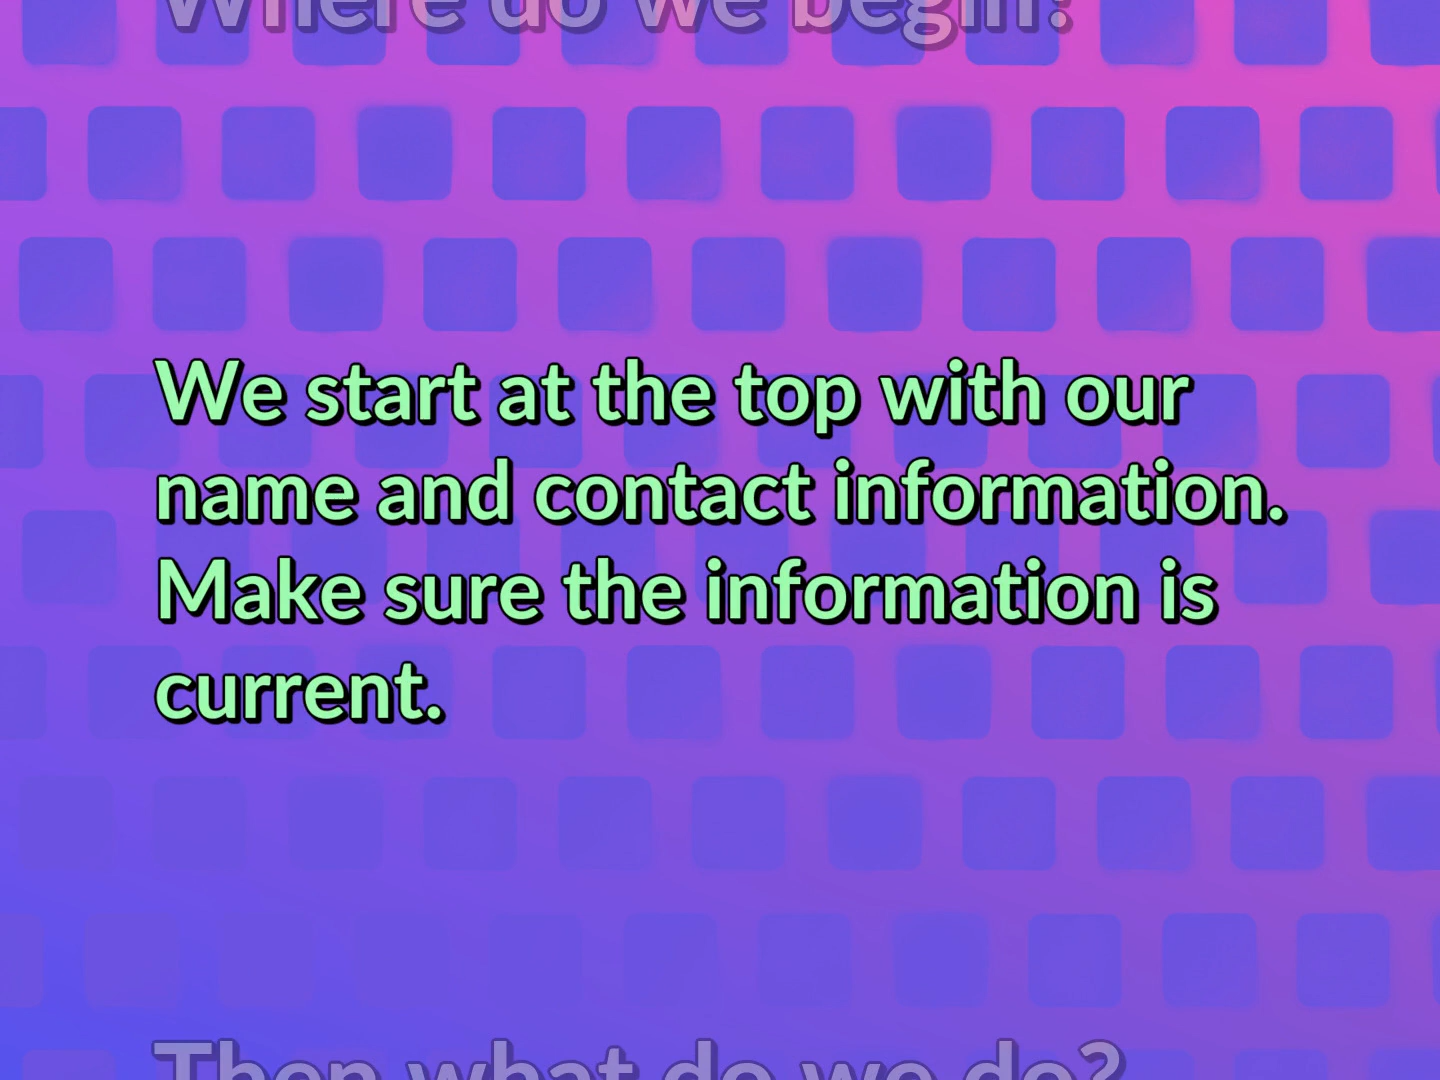 Where do we begin?
We start at the top with our
name and contact information.
Make sure the information is
current.
Then what do we do?